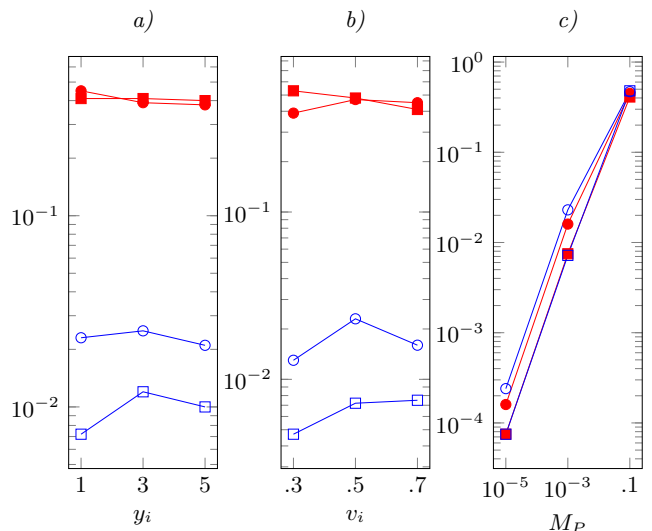 a) b) c)
10^0
10^{-1}
10^{-1} 10^{-1}
10^{-2}
10^{-3}
10^{-2}
10^{-2}
10^{-4}
1 3 5 .3 .5 .7 10^{-5} 10^{-3} .1
y_i v_i M_P